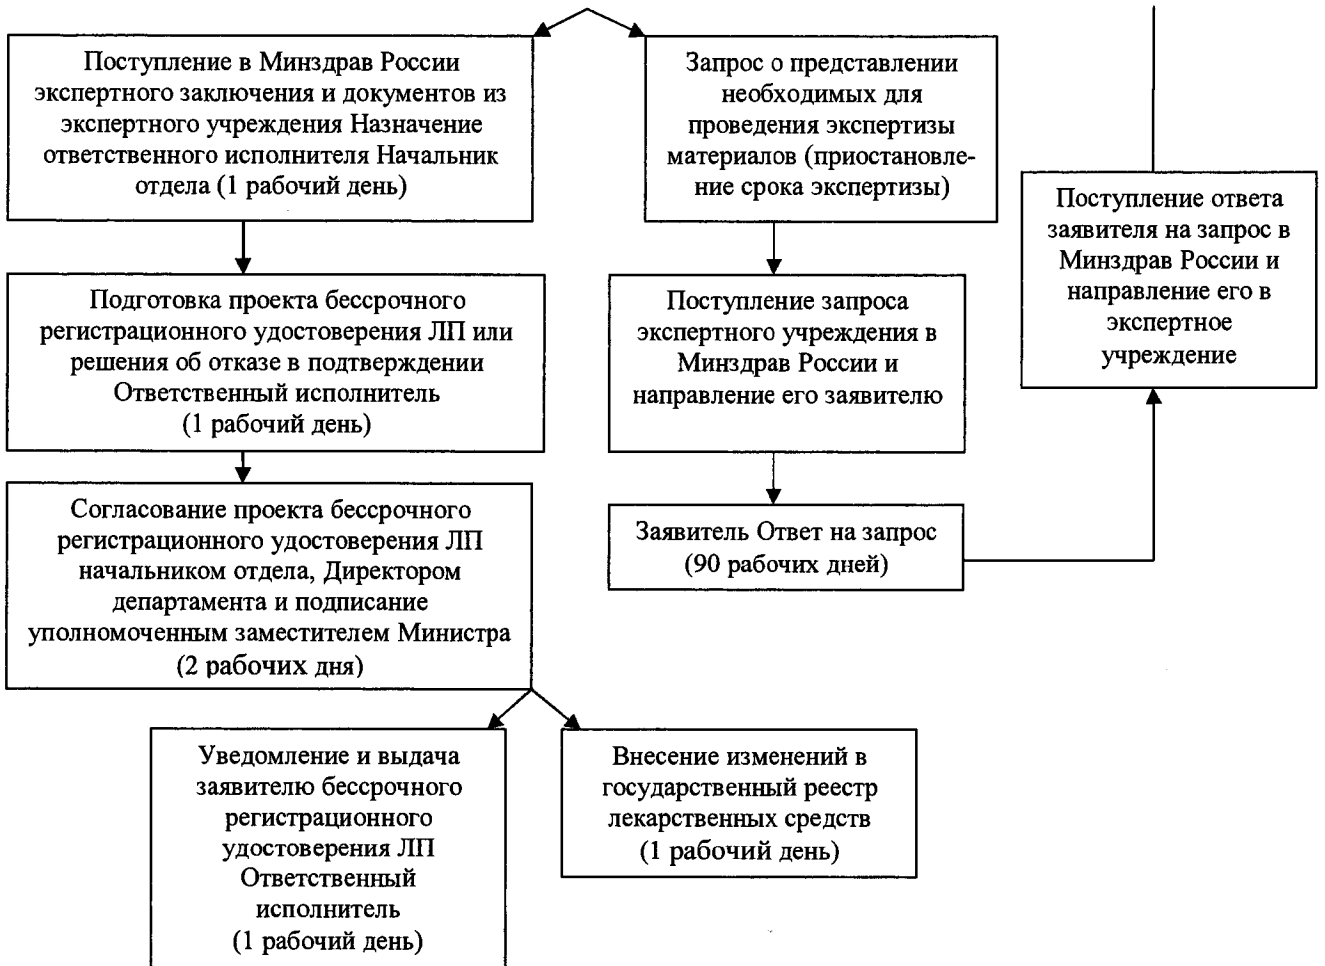 Поступление в Минздрав России
экспертного заключения и документов из
экспертного учреждения Назначение
ответственного исполнителя Начальник
отдела (1 рабочий день)
Запрос о представлении
необходимых для
проведения экспертизы
материалов (приостановле-
ние срока экспертизы)
Поступление ответа
заявителя на запрос в
Минздрав России и
направление его в
экспертное
учреждение
Подготовка проекта бессрочного
регистрационного удостоверения ЛП или
решения об отказе в подтверждении
Ответственный исполнитель
(1 рабочий день)
Поступление запроса
экспертного учреждения в
Минздрав России и
направление его заявителю
Согласование проекта бессрочного
регистрационного удостоверения ЛП
начальником отдела, Директором
департамента и подписание
уполномоченным заместителем Министра
(2 рабочих дня)
Заявитель Ответ на запрос
(90 рабочих дней)
Уведомление и выдача
заявителю бессрочного
регистрационного
удостоверения ЛП
Ответственный
исполнитель
(1 рабочий день)
Внесение изменений в
государственный реестр
лекарственных средств
(1 рабочий день)